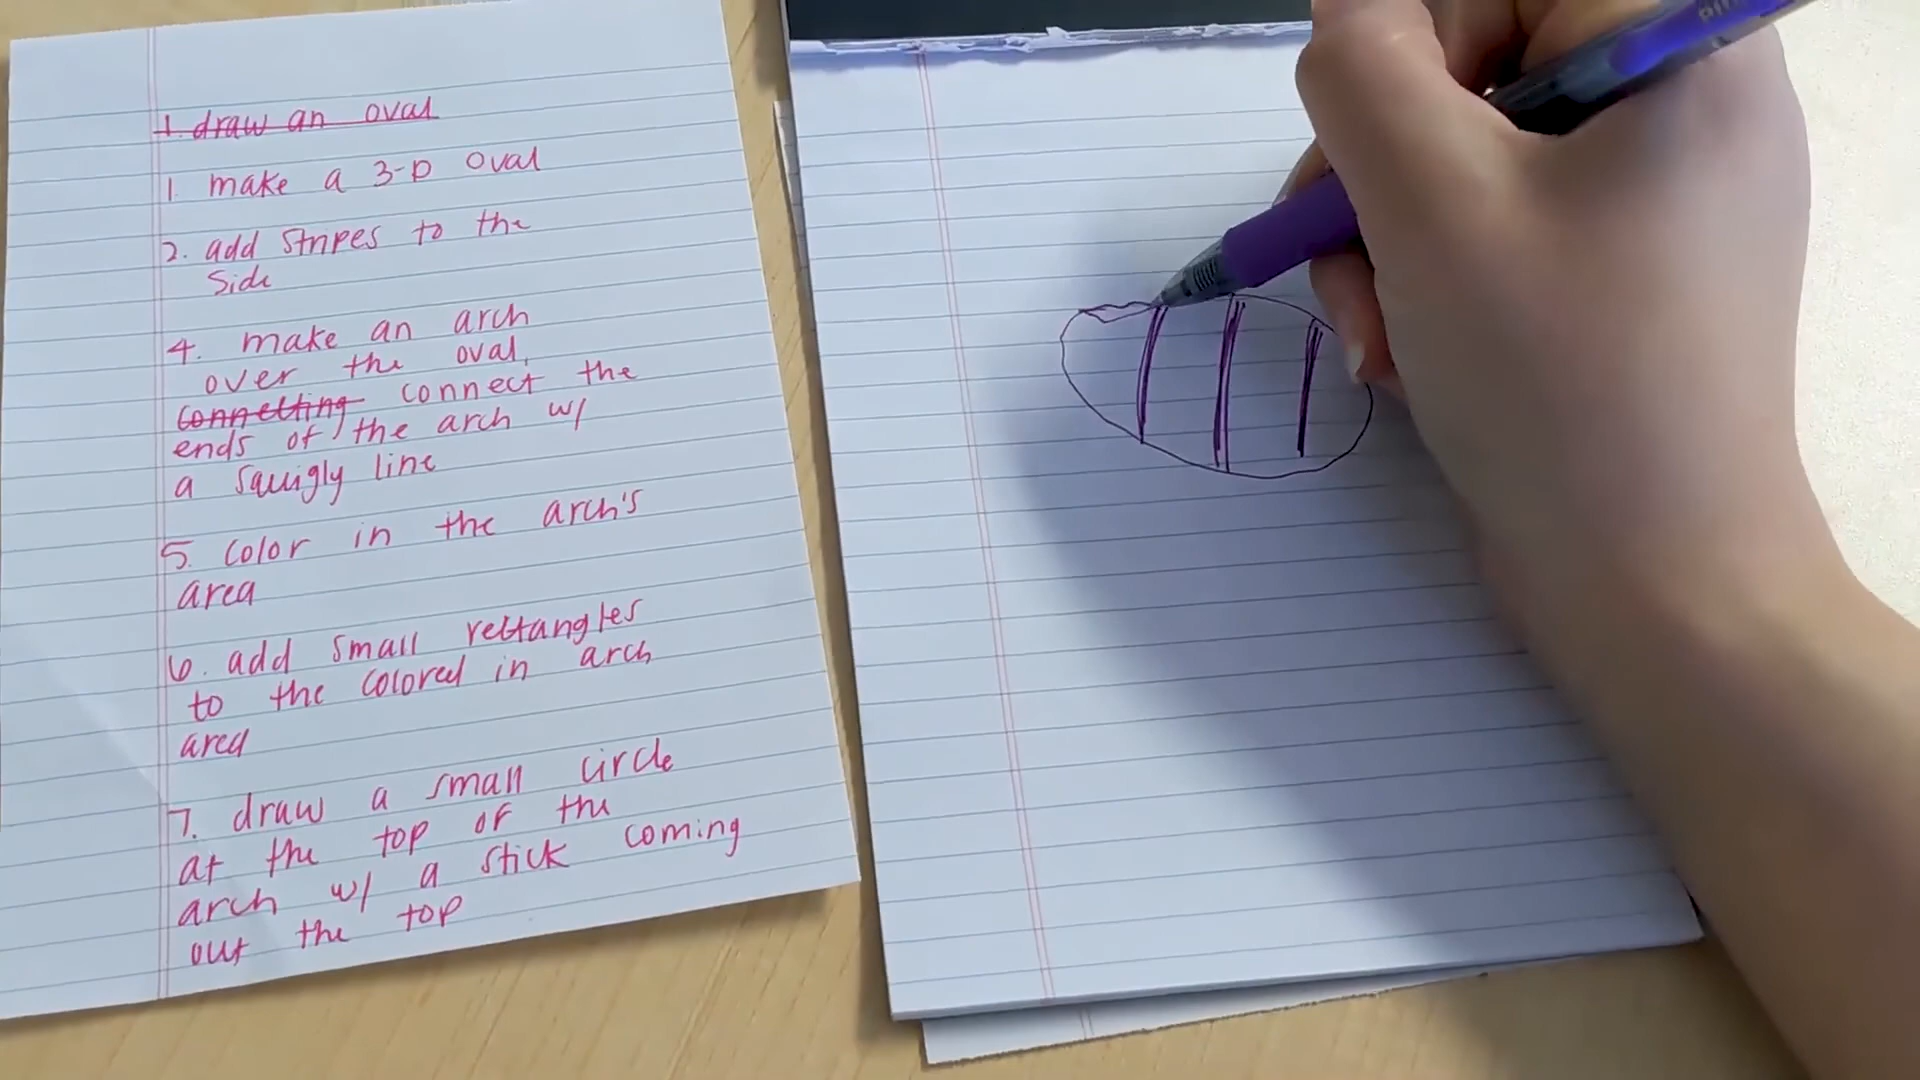 1. draw an oval
1. make a 3-D oval
2. add stripes to the
side
4. make an arch
over the oval,
connetting connect the
ends of the arch w/
a squigly line
5. color in the arch's
area
6. add small rectangles
to the colored in arch
area
7. draw a small circle
at the top of the
arch w/ a stick coming
out the top